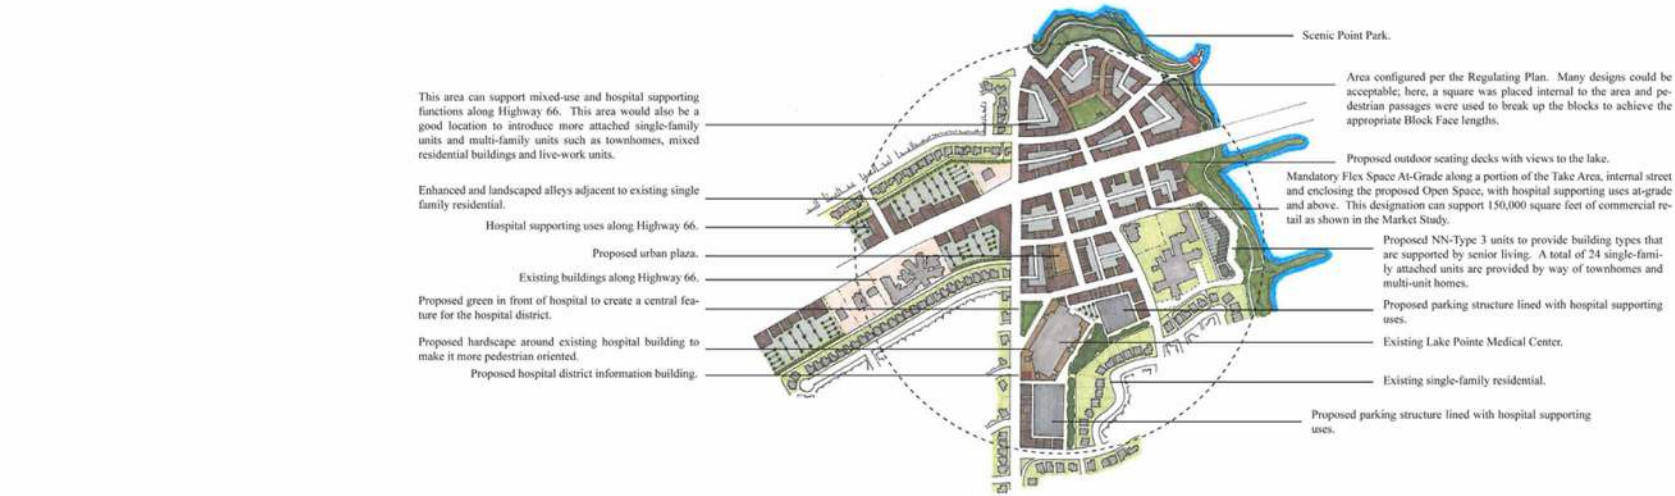 This area can support mixed-use and hospital supporting
functions along Highway 66. This area would also be a
good location to introduce more attached single-family
units and multi-family units such as townhomes, mixed
residential buildings and live-work units.
Enhanced and landscaped alleys adjacent to existing single
family residential.
Hospital supporting uses along Highway 66.
Proposed urban plaza.
Existing buildings along Highway 66.
Proposed green in front of hospital to create a central fea-
ture for the hospital district.
Proposed hardscape around existing hospital building to
make it more pedestrian oriented.
Proposed hospital district information building.
Scenic Point Park.
Area configured per the Regulating Plan. Many designs could be
acceptable; here, a square was placed internal to the area and pe-
destrian passages were used to break up the blocks to achieve the
appropriate Block Face lengths.
Proposed outdoor seating decks with views to the lake.
Mandatory Flex Space At-Grade along a portion of the Take Area, internal street
and enclosing the proposed Open Space, with hospital supporting uses at-grade
and above. This designation can support 150,000 square feet of commercial re-
tail as shown in the Market Study.
Proposed NN-Type 3 units to provide building types that
are supported by senior living. A total of 24 single-fami-
ly attached units are provided by way of townhomes and
multi-unit homes.
Proposed parking structure lined with hospital supporting
uses.
Existing Lake Pointe Medical Center.
Existing single-family residential.
Proposed parking structure lined with hospital supporting
uses.